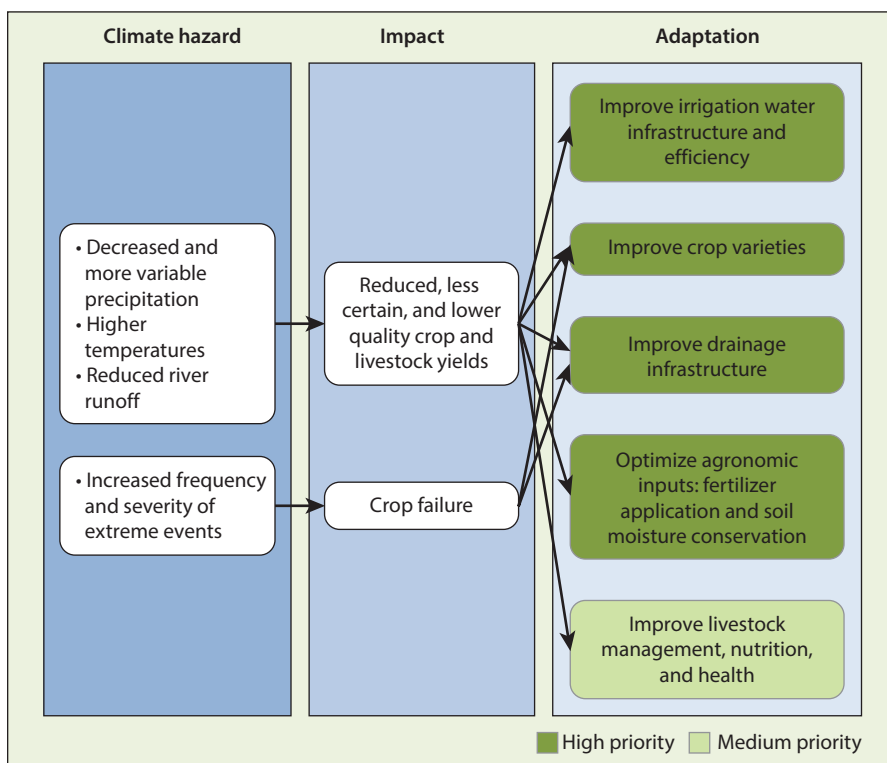 Climate hazard
Impact
Adaptation
• Decreased and
more variable
precipitation
• Higher
temperatures
• Reduced river
runoff
• Increased frequency
and severity of
extreme events
Reduced, less
certain, and lower
quality crop and
livestock yields
Crop failure
Improve irrigation water
infrastructure and
efficiency
Improve crop varieties
Improve drainage
infrastructure
Optimize agronomic
inputs: fertilizer
application and soil
moisture conservation
Improve livestock
management, nutrition,
and health
High priority
Medium priority